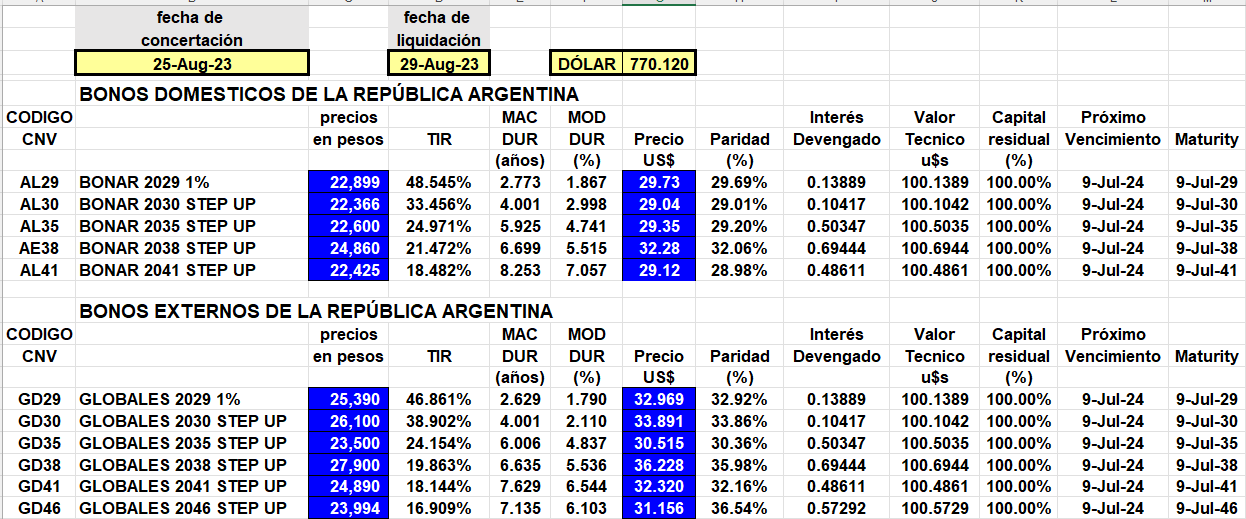 fecha de fecha de
concertación liquidación
25-Aug-23 29-Aug-23 DÓLAR 770.120
BONOS DOMESTICOS DE LA REPÚBLICA ARGENTINA
CODIGO precios MAC MOD Interés Valor Capital Próximo
CNV en pesos TIR DUR DUR Precio Paridad Devengado Tecnico residual Vencimiento Maturity
(años) (%) US$ (%) u$s (%)
AL29 BONAR 2029 1% 22,899 48.545% 2.773 1.867 29.73 29.69% 0.13889 100.1389 100.00% 9-Jul-24 9-Jul-29
AL30 BONAR 2030 STEP UP 22,366 33.456% 4.001 2.998 29.04 29.01% 0.10417 100.1042 100.00% 9-Jul-24 9-Jul-30
AL35 BONAR 2035 STEP UP 22,600 24.971% 5.925 4.741 29.35 29.20% 0.50347 100.5035 100.00% 9-Jul-24 9-Jul-35
AE38 BONAR 2038 STEP UP 24,860 21.472% 6.699 5.515 32.28 32.06% 0.69444 100.6944 100.00% 9-Jul-24 9-Jul-38
AL41 BONAR 2041 STEP UP 22,425 18.482% 8.253 7.057 29.12 28.98% 0.48611 100.4861 100.00% 9-Jul-24 9-Jul-41
BONOS EXTERNOS DE LA REPÚBLICA ARGENTINA
CODIGO precios MAC MOD Interés Valor Capital Próximo
CNV en pesos TIR DUR DUR Precio Paridad Devengado Tecnico residual Vencimiento Maturity
(años) (%) US$ (%) u$s (%)
GD29 GLOBALES 2029 1% 25,390 46.861% 2.629 1.790 32.969 32.92% 0.13889 100.1389 100.00% 9-Jul-24 9-Jul-29
GD30 GLOBALES 2030 STEP UP 26,100 38.902% 4.001 2.110 33.891 33.86% 0.10417 100.1042 100.00% 9-Jul-24 9-Jul-30
GD35 GLOBALES 2035 STEP UP 23,500 24.154% 6.006 4.837 30.515 30.36% 0.50347 100.5035 100.00% 9-Jul-24 9-Jul-35
GD38 GLOBALES 2038 STEP UP 27,900 19.863% 6.635 5.536 36.228 35.98% 0.69444 100.6944 100.00% 9-Jul-24 9-Jul-38
GD41 GLOBALES 2041 STEP UP 24,890 18.144% 7.629 6.544 32.320 32.16% 0.48611 100.4861 100.00% 9-Jul-24 9-Jul-41
GD46 GLOBALES 2046 STEP UP 23,994 16.909% 7.135 6.103 31.156 36.54% 0.57292 100.5729 100.00% 9-Jul-24 9-Jul-46